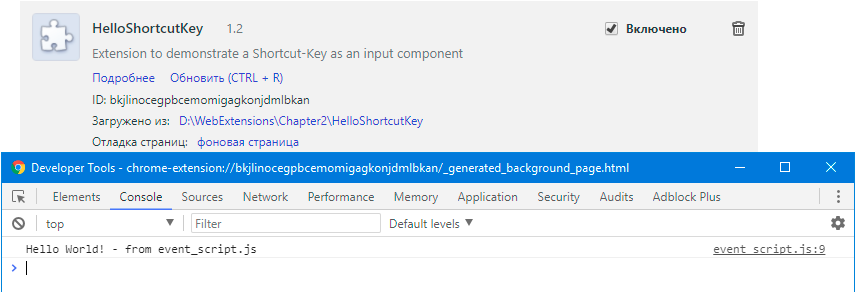 HelloShortcutKey 1.2 Включено
Extension to demonstrate a Shortcut-Key as an input component
Подробнее Обновить (CTRL + R)
ID: bkjlinocegpbcemomigagkonjdmlbkan
Загружено из: D:\WebExtensions\Chapter2\HelloShortcutKey
Отладка страниц: фоновая страница
Developer Tools - chrome-extension://bkjlinocegpbcemomigagkonjdmlbkan/_generated_background_page.html
Elements Console Sources Network Performance Memory Application Security Audits Adblock Plus
top Filter Default levels
Hello World! - from event_script.js event_script.js:9